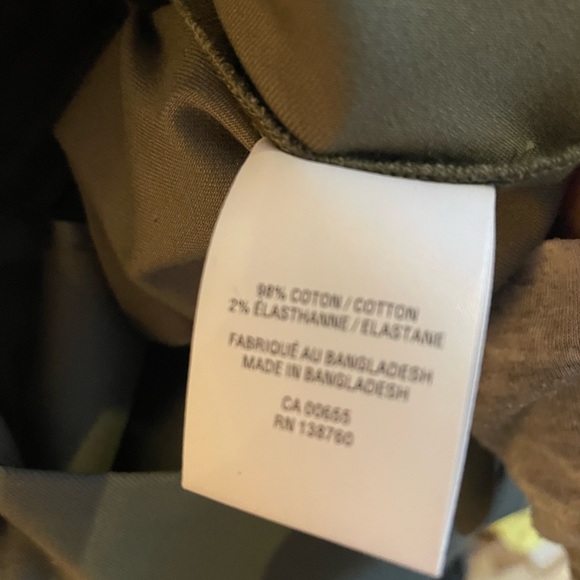 98% COTON / COTTON
2% ÉLASTHANNE / ELASTANE
FABRIQUÉ AU BANGLADESH
MADE IN BANGLADESH
CA 00655
RN 138760